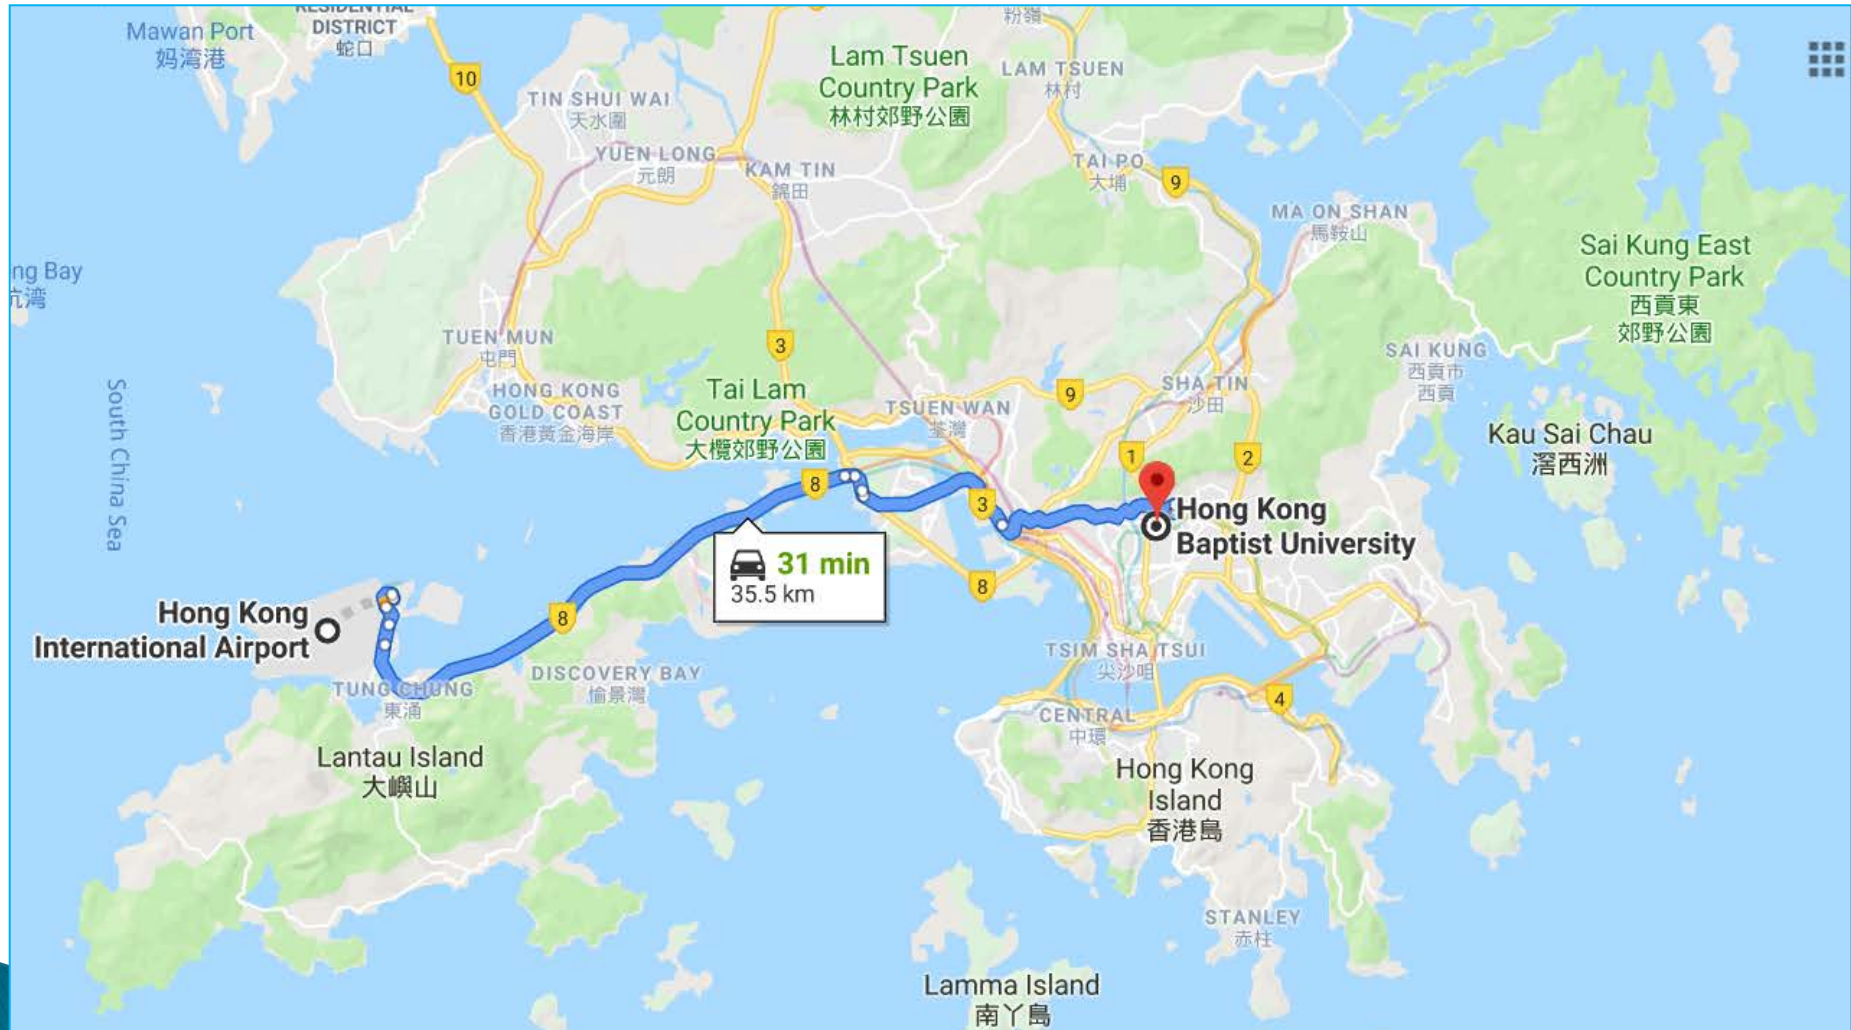 RESIDENTIAL
DISTRICT
蛇口
Mawan Port
妈湾港
10
粉嶺
Lam Tsuen
Country Park
林村郊野公園
LAM TSUEN
林村
TIN SHUI WAI
天水圍
YUEN LONG
元朗
KAM TIN
錦田
TAI PO
大埔
9
MA ON SHAN
馬鞍山
Sai Kung East
Country Park
西貢東
郊野公園
ng Bay
湾
TUEN MUN
屯門
3
SAI KUNG
西貢市
西貢
HONG KONG
GOLD COAST
香港黃金海岸
Tai Lam
Country Park
大欖郊野公園
TSUEN WAN
荃灣
9
SHA TIN
沙田
South China Sea
Kau Sai Chau
滘西洲
1
2
8
3
Hong Kong
Baptist University
31 min
35.5 km
8
8
Hong Kong
International Airport
TUNG CHUNG
東涌
DISCOVERY BAY
愉景灣
TSIM SHA TSUI
尖沙咀
4
CENTRAL
中環
Lantau Island
大嶼山
Hong Kong
Island
香港島
STANLEY
赤柱
Lamma Island
南丫島